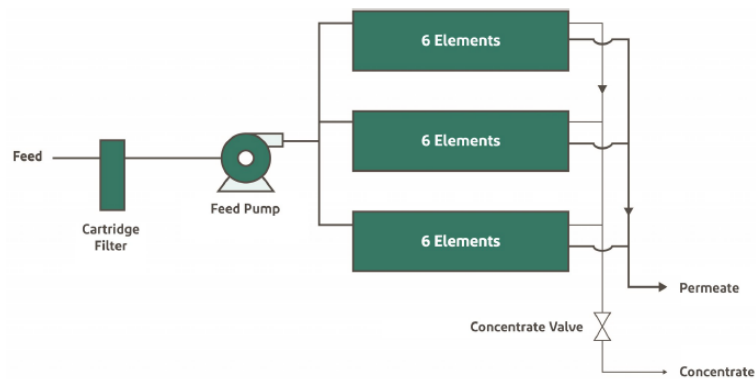 6 Elements
6 Elements
Feed
Feed Pump
Cartridge
Filter
6 Elements
Permeate
Concentrate Valve
Concentrate